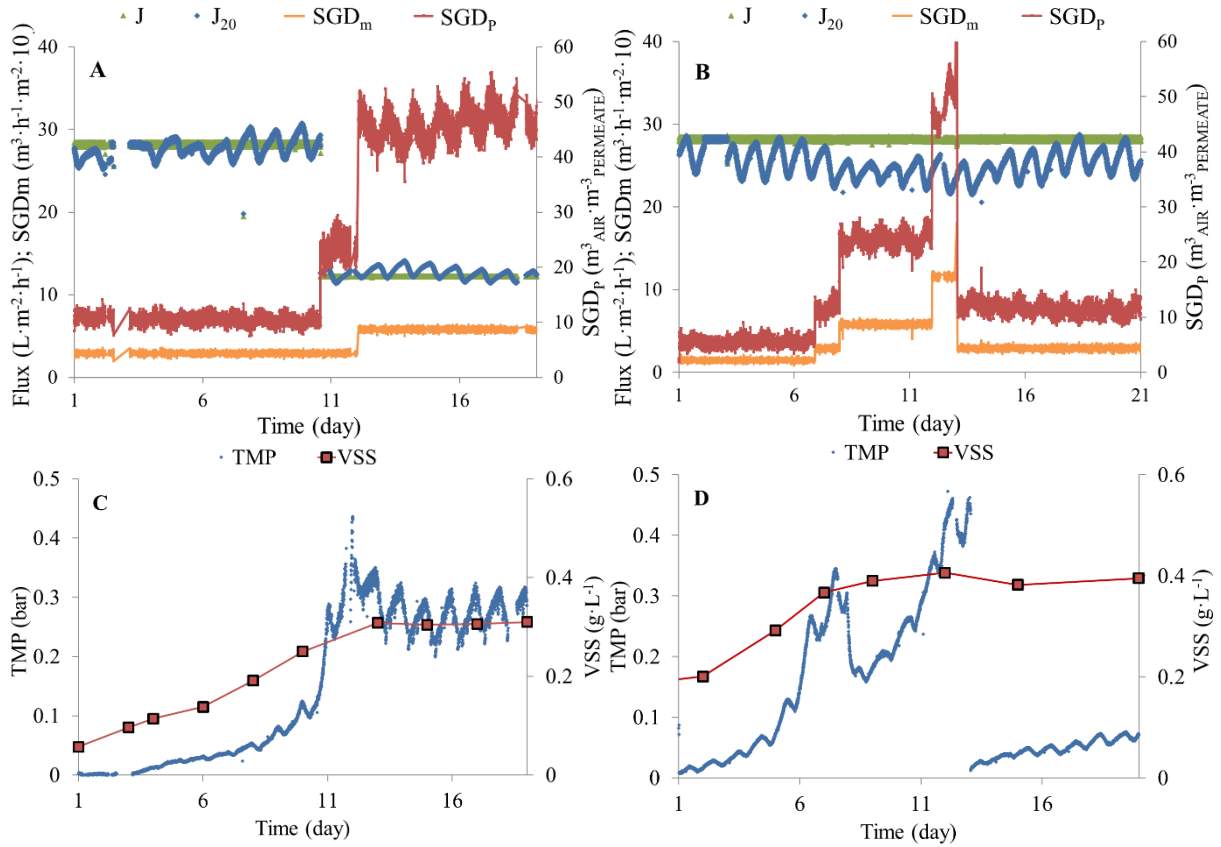 J J20 SGDm SGDP
A
Flux (L·m-2·h-1); SGDm (m3·h-1·m-2·10)
40
30
20
10
0
60
50
40
30
20
10
0
SGDP (m3AIR·m-3PERMEATE)
1 6 11 16
Time (day)
J J20 SGDm SGDP
B
Flux (L·m-2·h-1); SGDm (m3·h-1·m-2·10)
40
30
20
10
0
60
50
40
30
20
10
0
SGDP (m3AIR·m-3PERMEATE)
1 6 11 16 21
Time (day)
TMP VSS
C
TMP (bar)
0.5
0.4
0.3
0.2
0.1
0
0.6
0.4
0.2
0
VSS (g·L-1)
1 6 11 16
Time (day)
TMP VSS
D
TMP (bar)
0.5
0.4
0.3
0.2
0.1
0
0.6
0.4
0.2
0
VSS (g·L-1)
1 6 11 16
Time (day)